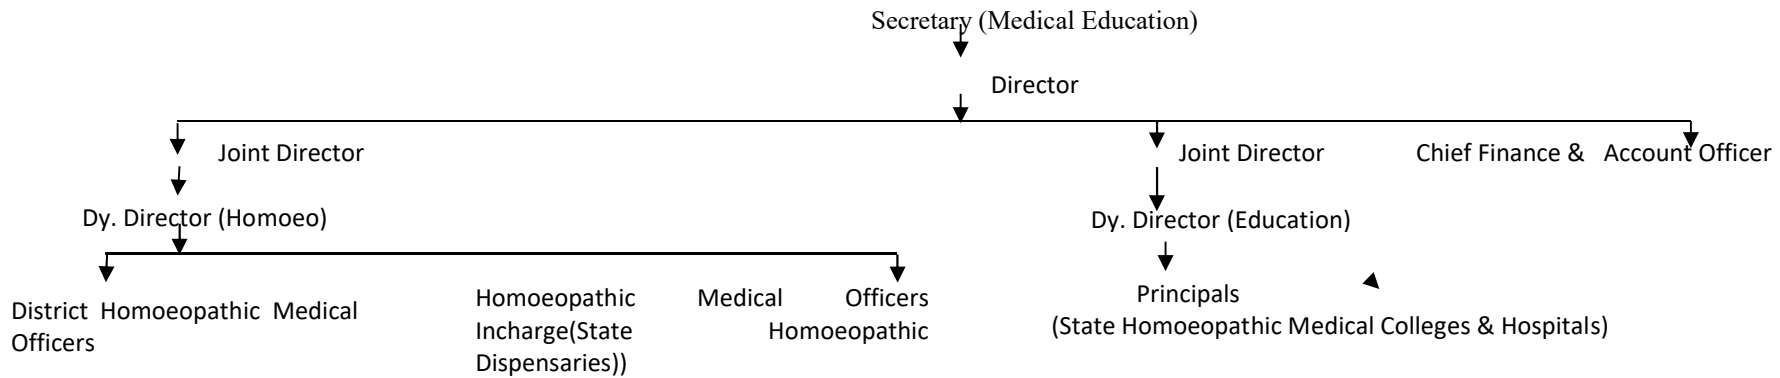 Secretary (Medical Education)
Director
Joint Director
Joint Director
Chief Finance & Account Officer
Dy. Director (Homoeo)
Dy. Director (Education)
District Homoeopathic Medical
Officers
Homoeopathic Medical Officers
Incharge(State Homoeopathic
Dispensaries))
Principals
(State Homoeopathic Medical Colleges & Hospitals)